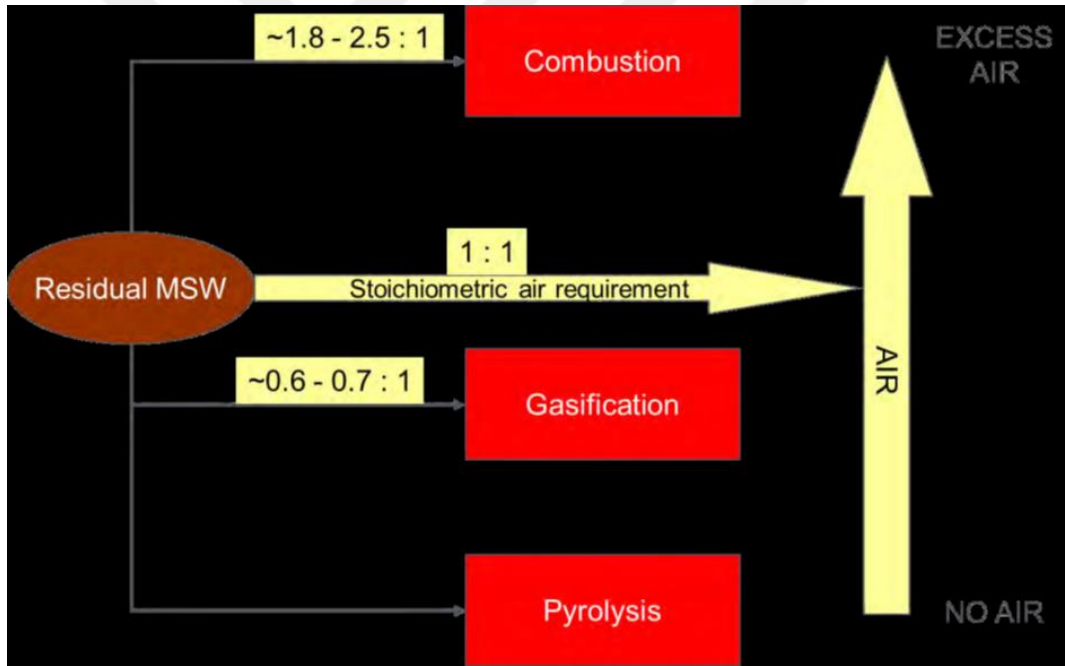 ~1.8 - 2.5 : 1
Combustion
EXCESS
AIR
1 : 1
Residual MSW
Stoichiometric air requirement
AIR
~0.6 - 0.7 : 1
Gasification
Pyrolysis
NO AIR